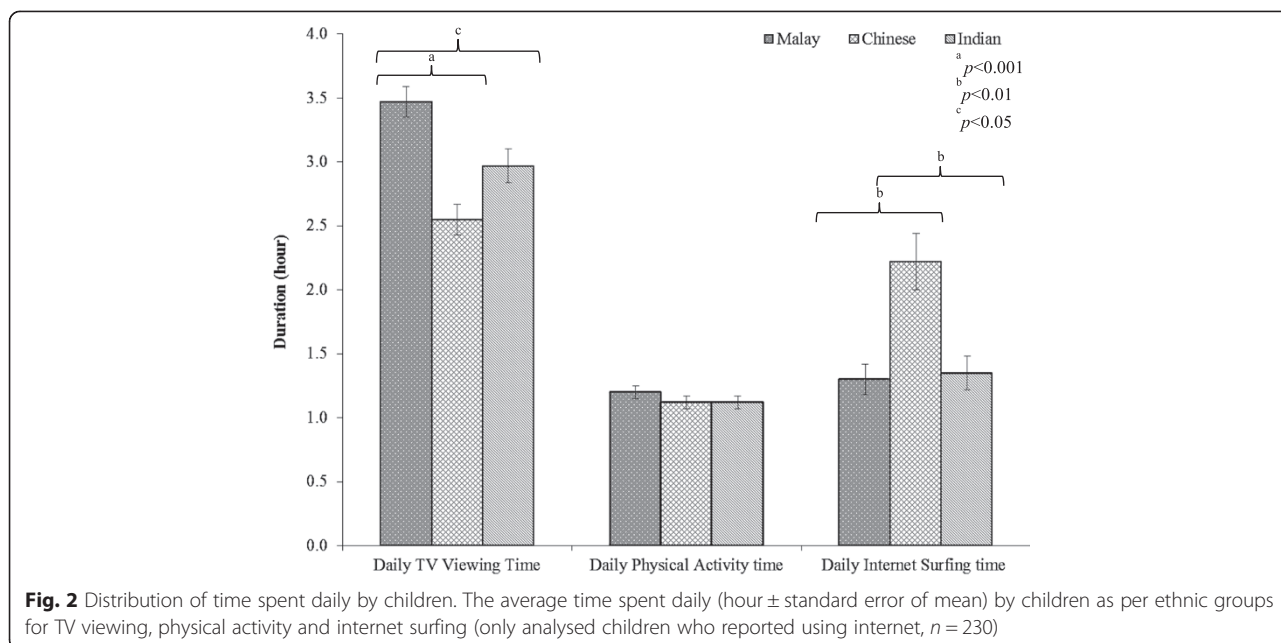 4.0
3.5
3.0
2.5
2.0
1.5
1.0
0.5
0.0
Duration (hour)
Malay Chinese Indian
a p<0.001
b p<0.01
c p<0.05
c
a
b
b
Daily TV Viewing Time Daily Physical Activity time Daily Internet Surfing time
Fig. 2 Distribution of time spent daily by children. The average time spent daily (hour ± standard error of mean) by children as per ethnic groups
for TV viewing, physical activity and internet surfing (only analysed children who reported using internet, n = 230)